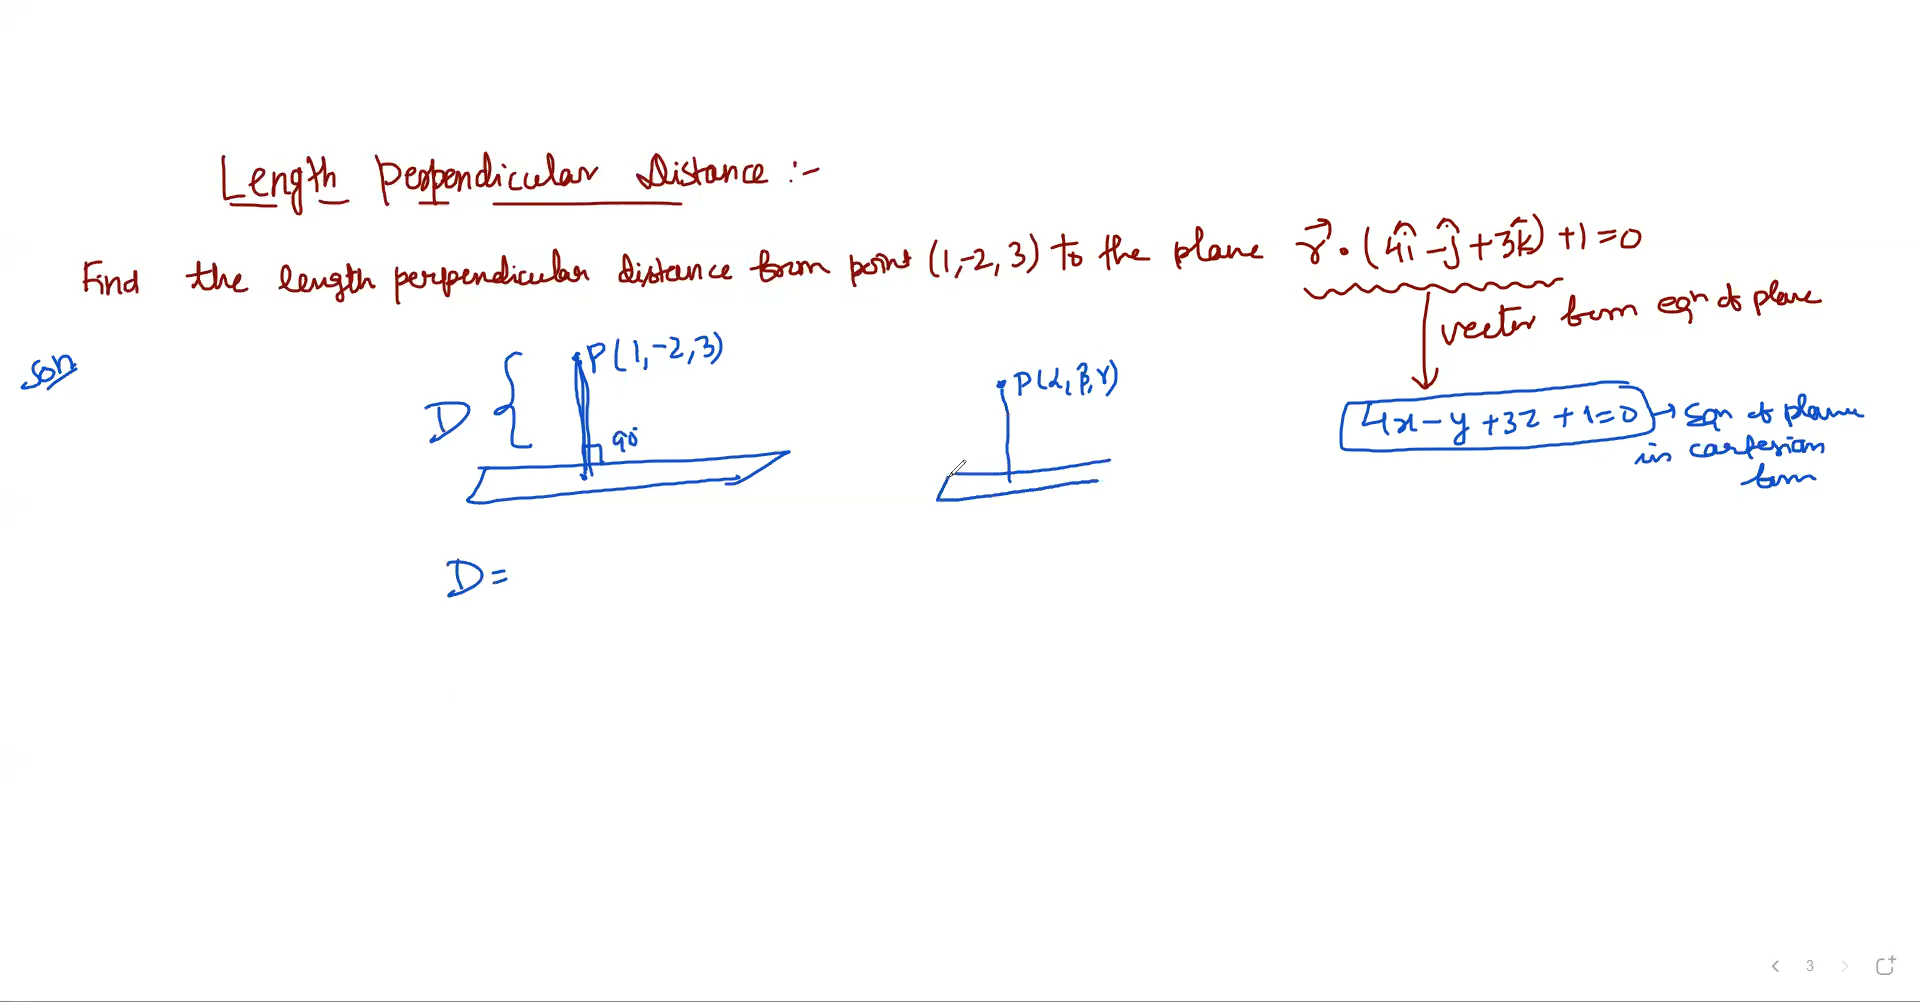 Length Perpendicular Distance :-
Find the length perpendicular distance from point (1,-2,3) to the plane r⃗ . (4î - ĵ + 3k̂) + 1 = 0
vector form eqn of plane
Soln
P(1,-2,3)
P(α, β, γ)
4x - y + 3z + 1 = 0 → Eqn of plane
in cartesian
form
D
90°
D =
3